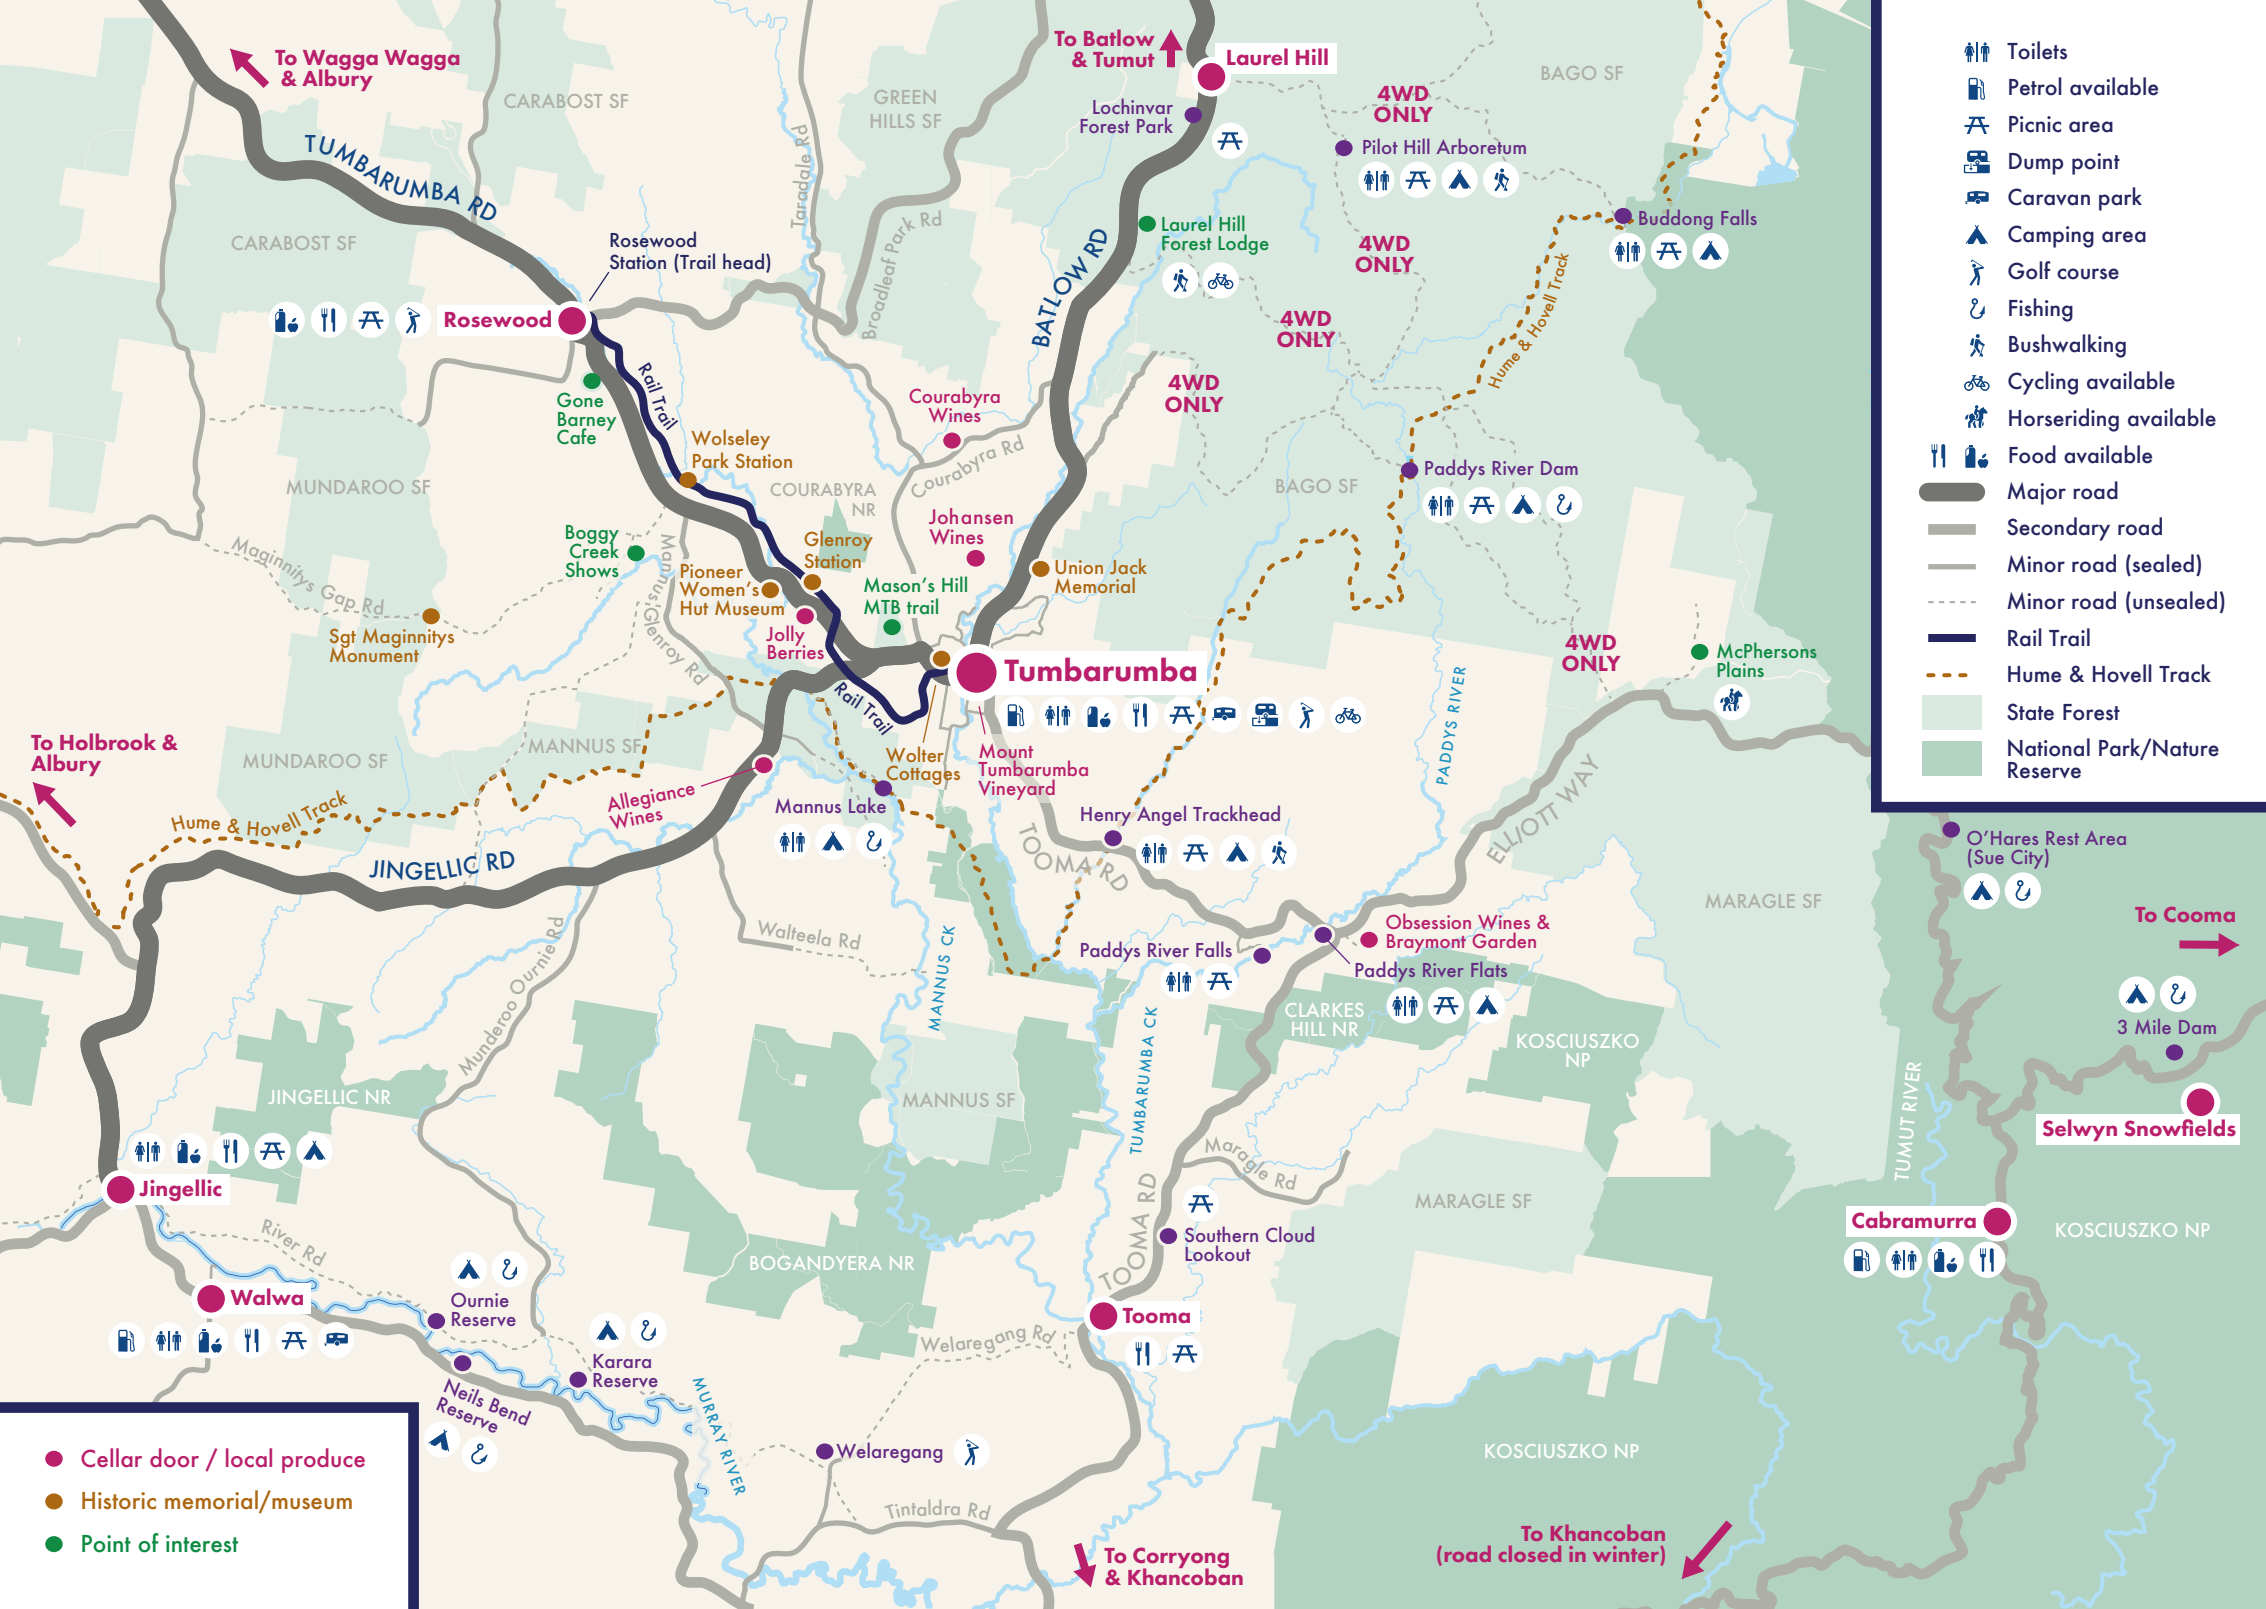 To Wagga Wagga
& Albury
To Batlow
& Tumut
Laurel Hill
BAGO SF
CARABOST SF
GREEN
HILLS SF
4WD
ONLY
Lochinvar
Forest Park
Taradale Rd
TUMBARUMBA RD
Pilot Hill Arboretum
Broadleaf Park Rd
Buddong Falls
Laurel Hill
Forest Lodge
CARABOST SF
Rosewood
Station (Trail head)
4WD
ONLY
BATLOW RD
Hume & Hovell Track
Rosewood
4WD
ONLY
Rail Trail
Gone
Barney
Cafe
4WD
ONLY
Courabyra
Wines
Wolseley
Park Station
Courabyra Rd
Paddys River Dam
MUNDAROO SF
COURABYRA
NR
BAGO SF
Johansen
Wines
Boggy
Creek
Shows
Glenroy
Station
Maginnitys Gap Rd
Mannus Glenroy Rd
Pioneer
Women's
Hut Museum
Mason's Hill
MTB trail
Union Jack
Memorial
Sgt Maginnitys
Monument
Jolly
Berries
4WD
ONLY
McPhersons
Plains
Tumbarumba
Rail Trail
PADDYS RIVER
To Holbrook &
Albury
MUNDAROO SF
MANNUS SF
Wolter
Cottages
Mount
Tumbarumba
Vineyard
Allegiance
Wines
Mannus Lake
Henry Angel Trackhead
Hume & Hovell Track
JINGELLIC RD
TOOMA RD
ELLIOTT WAY
O'Hares Rest Area
(Sue City)
MARAGLE SF
To Cooma
Walteela Rd
MANNUS CK
Obsession Wines &
Braymont Garden
Paddys River Falls
Paddys River Flats
Munderoo Ournie Rd
CLARKES
HILL NR
KOSCIUSZKO
NP
3 Mile Dam
TUMBARUMBA CK
JINGELLIC NR
MANNUS SF
TUMUT RIVER
Selwyn Snowfields
Maragle Rd
Jingellic
MARAGLE SF
Cabramurra
KOSCIUSZKO NP
River Rd
TOOMA RD
Southern Cloud
Lookout
BOGANDYERA NR
Walwa
Ournie
Reserve
Tooma
Welaregang Rd
Karara
Reserve
Neils Bend
Reserve
MURRAY RIVER
Welaregang
KOSCIUSZKO NP
Tintaldra Rd
To Corryong
& Khancoban
To Khancoban
(road closed in winter)
Toilets
Petrol available
Picnic area
Dump point
Caravan park
Camping area
Golf course
Fishing
Bushwalking
Cycling available
Horseriding available
Food available
Major road
Secondary road
Minor road (sealed)
Minor road (unsealed)
Rail Trail
Hume & Hovell Track
State Forest
National Park/Nature
Reserve
Cellar door / local produce
Historic memorial/museum
Point of interest